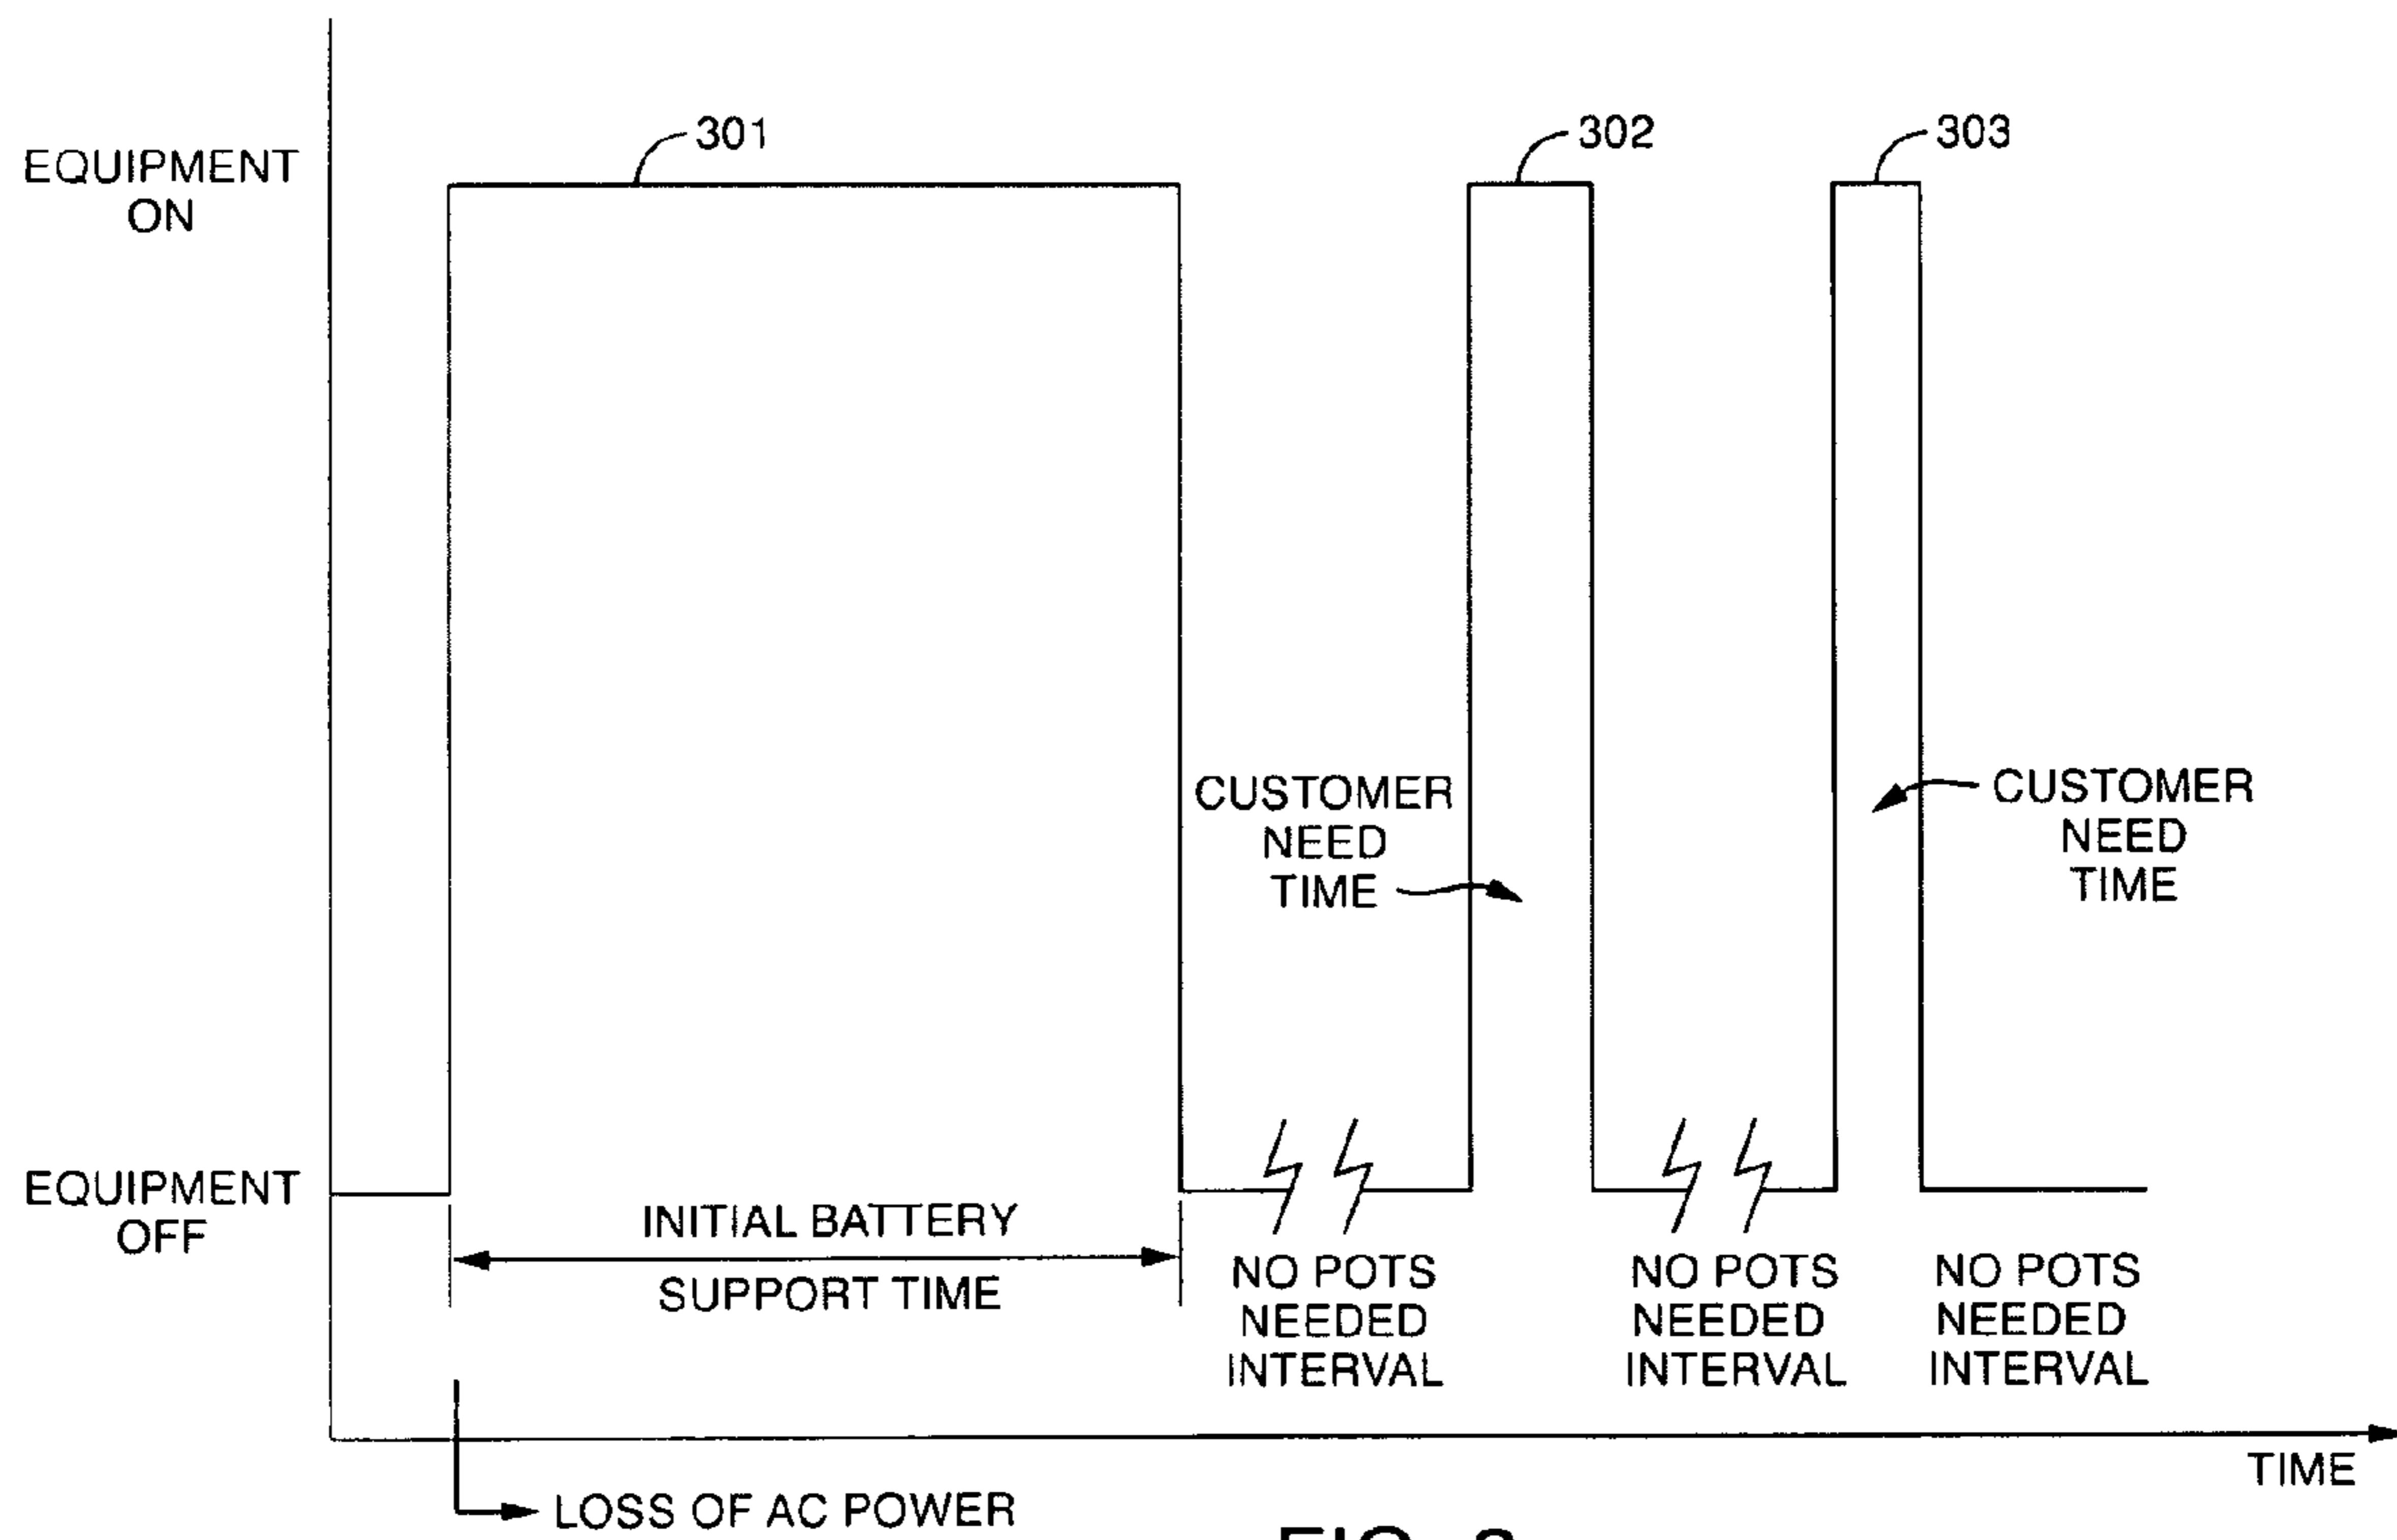 301
302
303
EQUIPMENT
ON
CUSTOMER
NEED
TIME
CUSTOMER
NEED
TIME
EQUIPMENT
OFF
INITIAL BATTERY
SUPPORT TIME
NO POTS
NEEDED
INTERVAL
NO POTS
NEEDED
INTERVAL
NO POTS
NEEDED
INTERVAL
TIME
LOSS OF AC POWER
FIG.